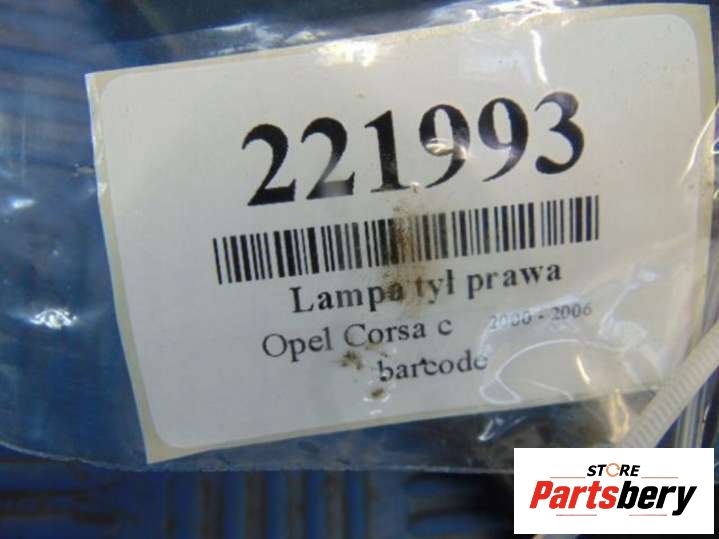 221993
Lampa tył prawa
Opel Corsa c 2000 - 2006
barcode
STORE
Partsbery